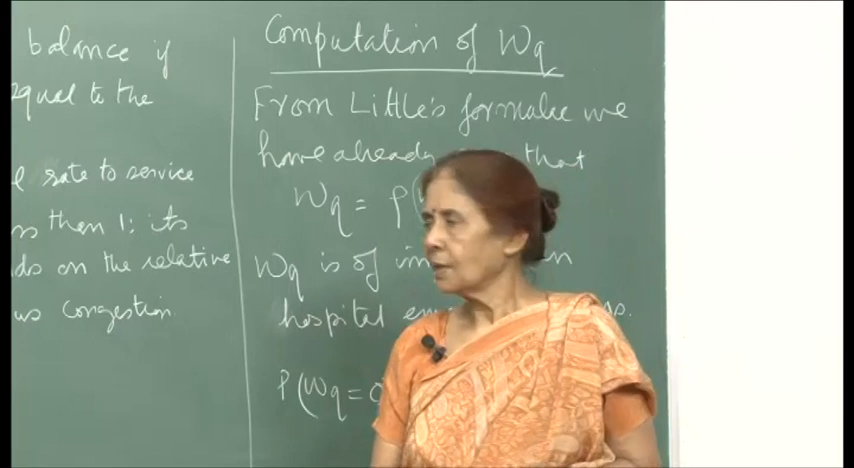 balance if
equal to the
rate to service
than 1; its
on the relative
congestion
Computation of Wq
From Little's formulae we
have already that
Wq = ρ(
Wq is of
hospital
P(Wq = 0